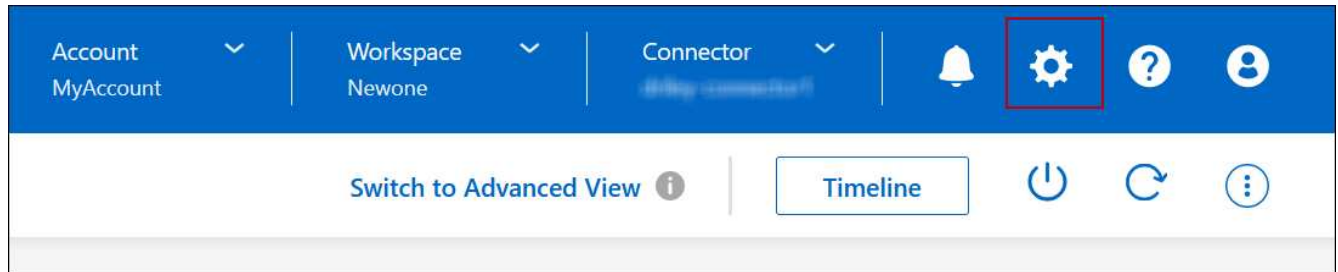 Account
MyAccount
Workspace
Newone
Connector
Switch to Advanced View
Timeline